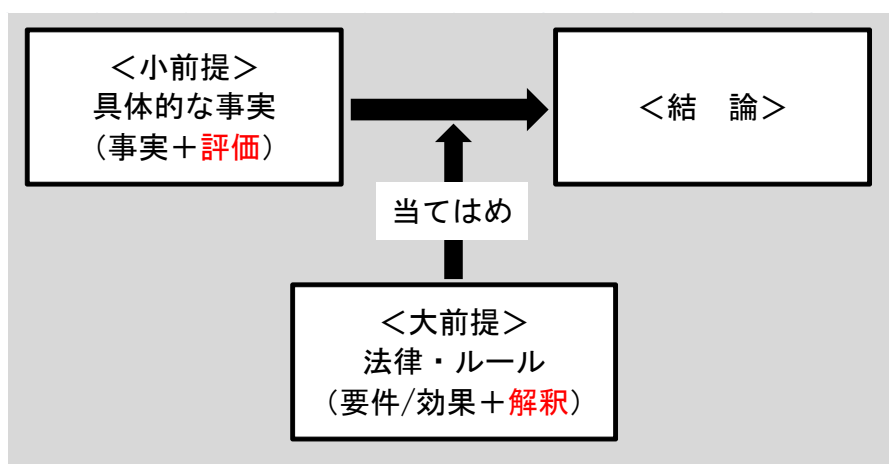 ＜小前提＞
具体的な事実
（事実＋評価）
＜結　論＞
当てはめ
＜大前提＞
法律・ルール
（要件/効果＋解釈）